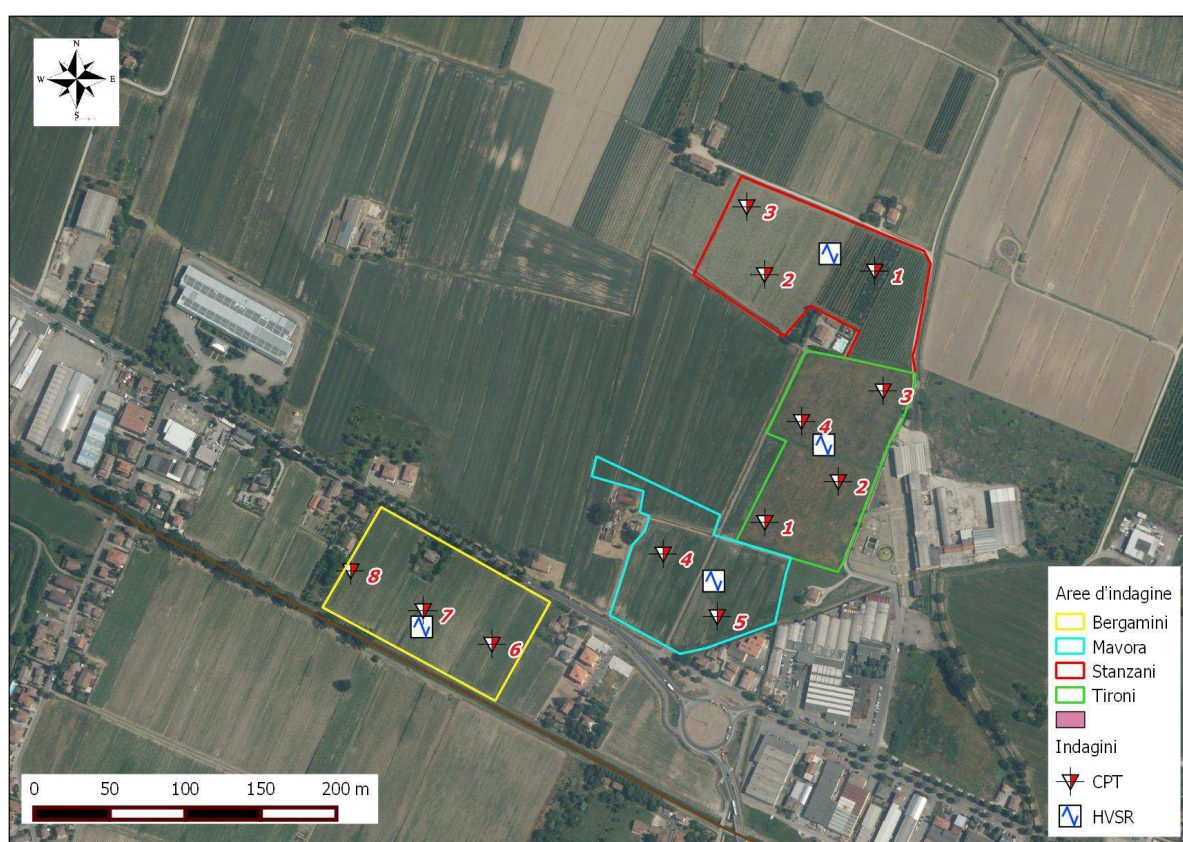 N
W E
S
3
2
1
3
4
2
1
4
5
8
7
6
Aree d'indagine
Bergamini
Mavora
Stanzani
Tironi
Indagini
CPT
HVSR
0 50 100 150 200 m